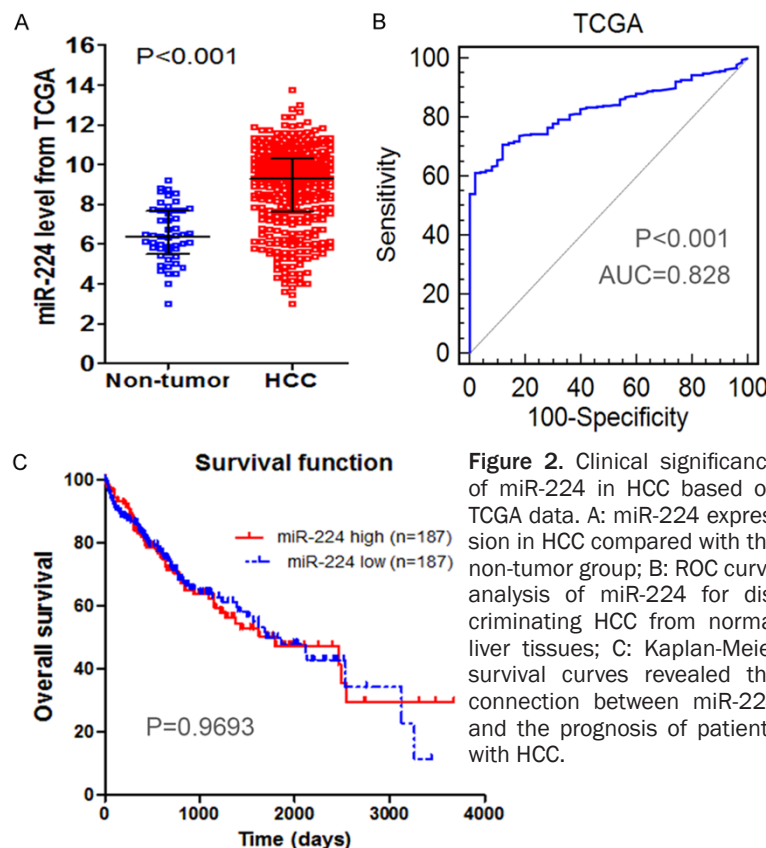 A
P<0.001
miR-224 level from TCGA
16
14
12
10
8
6
4
2
0
Non-tumor
HCC
B
TCGA
Sensitivity
100
80
60
40
20
0
P<0.001
AUC=0.828
0 20 40 60 80 100
100-Specificity
C
Survival function
Overall survival
100
80
60
40
20
0
miR-224 high (n=187)
miR-224 low (n=187)
P=0.9693
0 1000 2000 3000 4000
Time (days)
Figure 2. Clinical significanc
of miR-224 in HCC based o
TCGA data. A: miR-224 expres
sion in HCC compared with th
non-tumor group; B: ROC curv
analysis of miR-224 for dis
criminating HCC from norma
liver tissues; C: Kaplan-Meie
survival curves revealed th
connection between miR-22
and the prognosis of patient
with HCC.